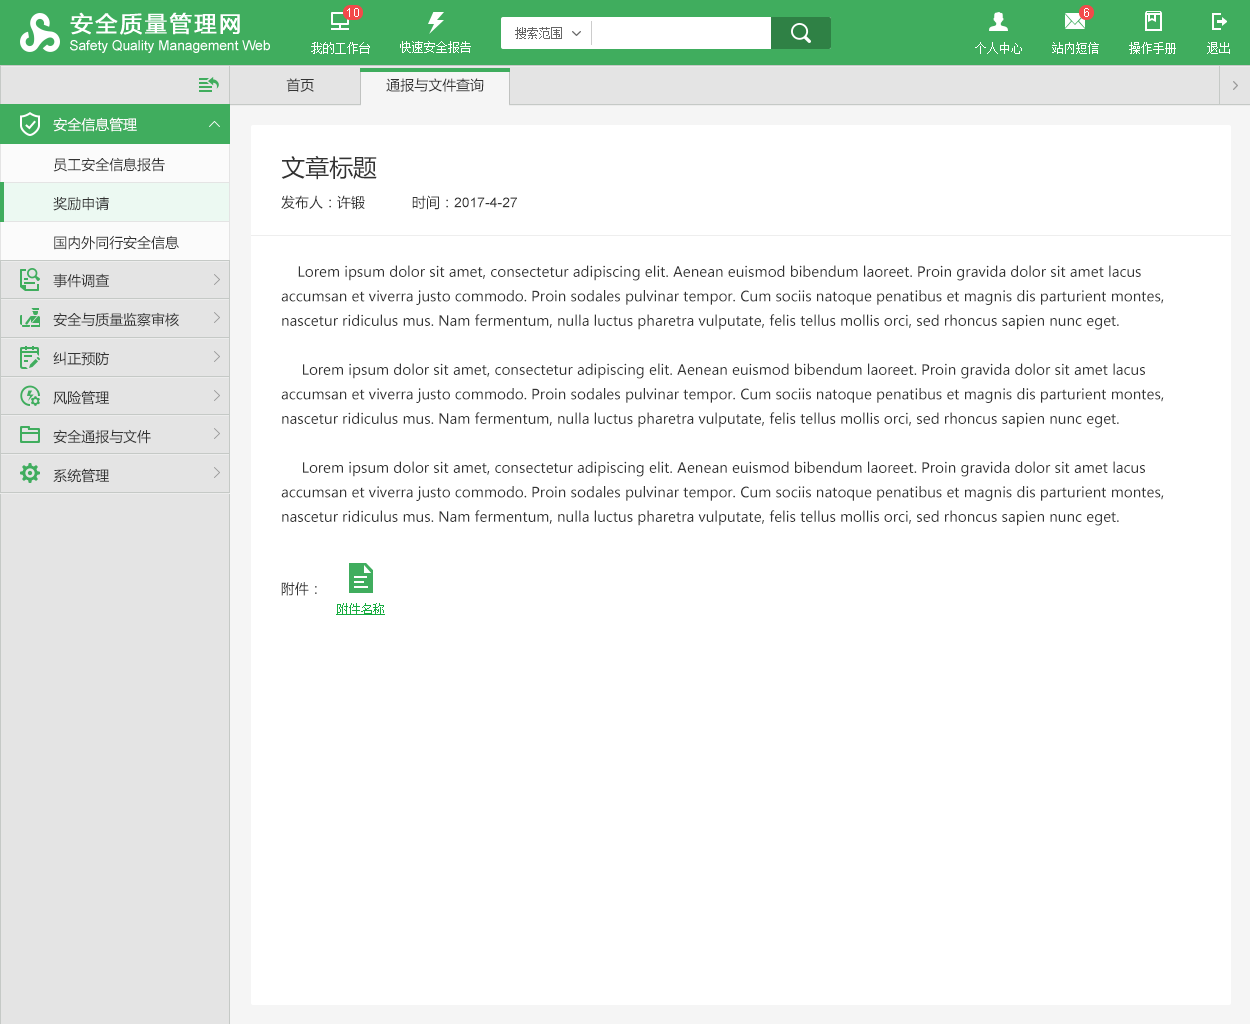 安全质量管理网
Safety Quality Management Web
10
我的工作台
快速安全报告
搜索范围
个人中心
6
站内短信
操作手册
退出
首页
通报与文件查询
安全信息管理
员工安全信息报告
奖励申请
国内外同行安全信息
事件调查
安全与质量监察审核
纠正预防
风险管理
安全通报与文件
系统管理
文章标题
发布人：许锻 时间：2017-4-27
Lorem ipsum dolor sit amet, consectetur adipiscing elit. Aenean euismod bibendum laoreet. Proin gravida dolor sit amet lacus
accumsan et viverra justo commodo. Proin sodales pulvinar tempor. Cum sociis natoque penatibus et magnis dis parturient montes,
nascetur ridiculus mus. Nam fermentum, nulla luctus pharetra vulputate, felis tellus mollis orci, sed rhoncus sapien nunc eget.
Lorem ipsum dolor sit amet, consectetur adipiscing elit. Aenean euismod bibendum laoreet. Proin gravida dolor sit amet lacus
accumsan et viverra justo commodo. Proin sodales pulvinar tempor. Cum sociis natoque penatibus et magnis dis parturient montes,
nascetur ridiculus mus. Nam fermentum, nulla luctus pharetra vulputate, felis tellus mollis orci, sed rhoncus sapien nunc eget.
Lorem ipsum dolor sit amet, consectetur adipiscing elit. Aenean euismod bibendum laoreet. Proin gravida dolor sit amet lacus
accumsan et viverra justo commodo. Proin sodales pulvinar tempor. Cum sociis natoque penatibus et magnis dis parturient montes,
nascetur ridiculus mus. Nam fermentum, nulla luctus pharetra vulputate, felis tellus mollis orci, sed rhoncus sapien nunc eget.
附件：
附件名称